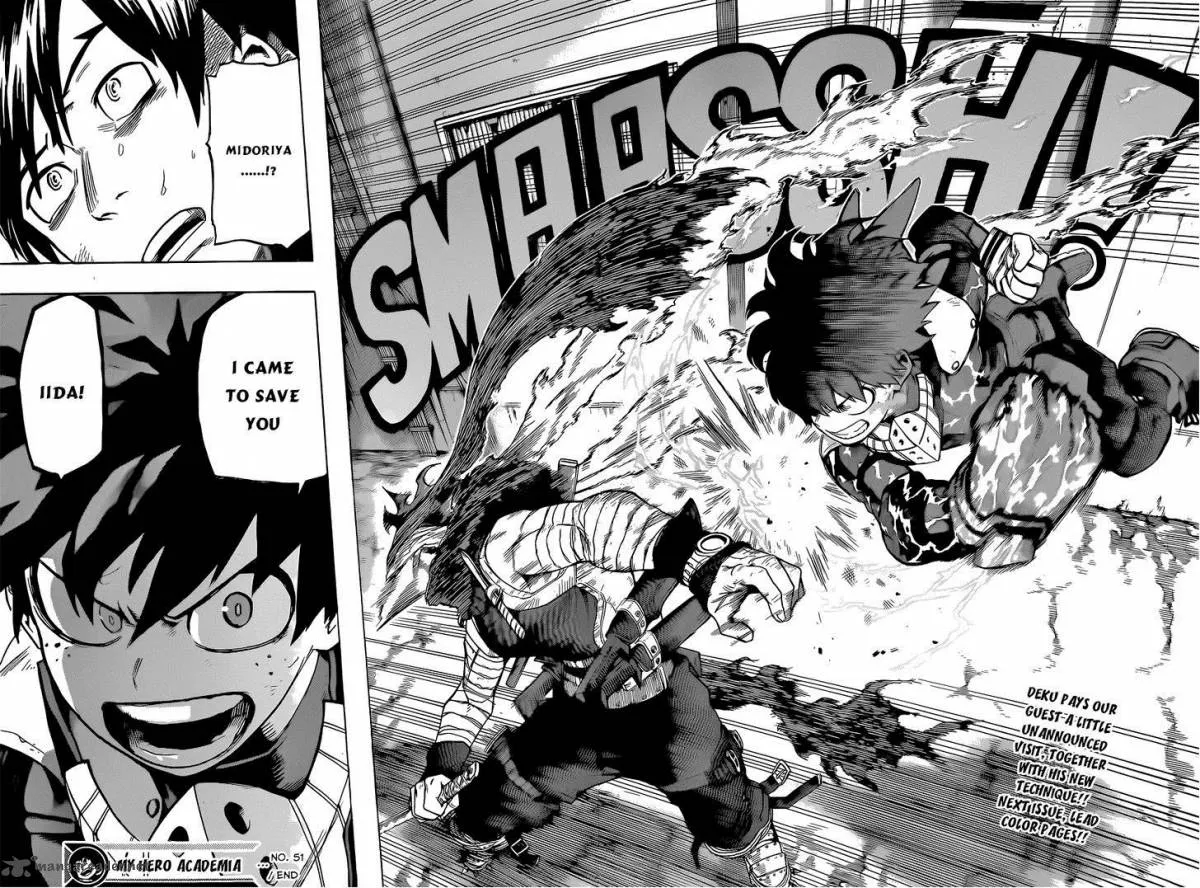 SMAAASSSH!!
MIDORIYA
.......!?
I CAME
TO SAVE
YOU
IIDA!
DEKU PAYS OUR
GUEST A LITTLE
UNANNOUNCED
VISIT, TOGETHER
WITH HIS NEW
TECHNIQUE!!
NEXT ISSUE, LEAD
COLOR PAGES!!
MY HERO ACADEMIA
NO. 51
END